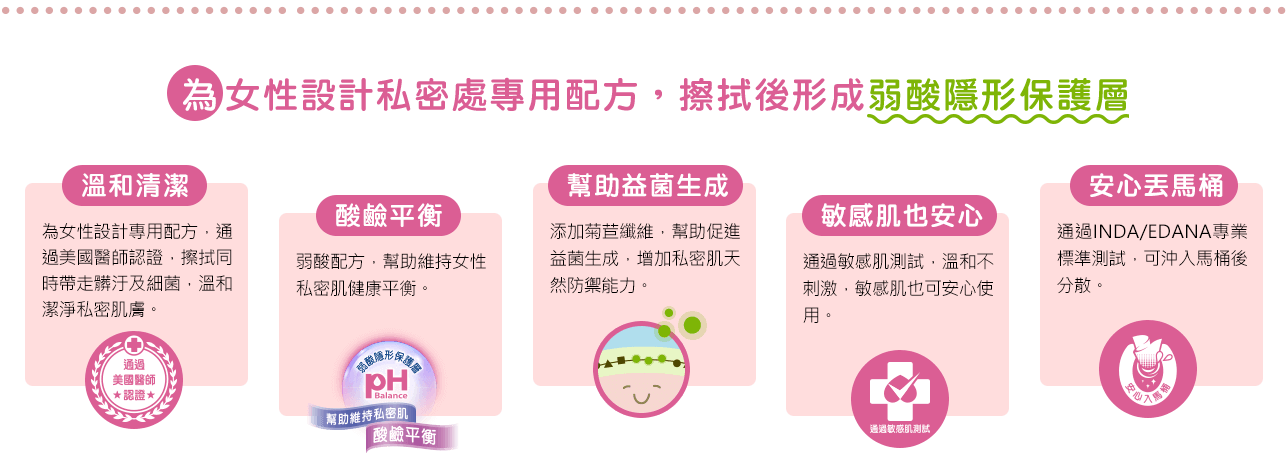 為女性設計私密處專用配方，擦拭後形成弱酸隱形保護層
溫和清潔
為女性設計專用配方，通
過美國醫師認證，擦拭同
時帶走髒汙及細菌，溫和
潔淨私密肌膚。
通過
美國醫師
★認證★
酸鹼平衡
弱酸配方，幫助維持女性
私密肌健康平衡。
弱酸隱形保護層
pH
Balance
幫助維持私密肌
酸鹼平衡
幫助益菌生成
添加菊苣纖維，幫助促進
益菌生成，增加私密肌天
然防禦能力。
敏感肌也安心
通過敏感肌測試，溫和不
刺激，敏感肌也可安心使
用。
通過敏感肌測試
安心丟馬桶
通過INDA/EDANA專業
標準測試，可沖入馬桶後
分散。
安心入馬桶